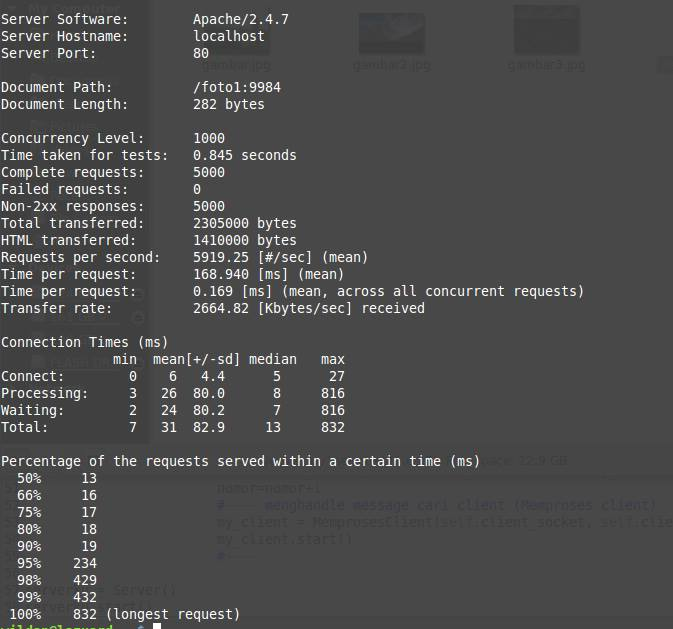 Server Software:        Apache/2.4.7
Server Hostname:        localhost
Server Port:            80

Document Path:          /foto1:9984
Document Length:        282 bytes

Concurrency Level:      1000
Time taken for tests:   0.845 seconds
Complete requests:      5000
Failed requests:        0
Non-2xx responses:      5000
Total transferred:      2305000 bytes
HTML transferred:       1410000 bytes
Requests per second:    5919.25 [#/sec] (mean)
Time per request:       168.940 [ms] (mean)
Time per request:       0.169 [ms] (mean, across all concurrent requests)
Transfer rate:          2664.82 [Kbytes/sec] received

Connection Times (ms)
              min  mean[+/-sd] median   max
Connect:        0    6   4.4      5      27
Processing:     3   26  80.0      8     816
Waiting:        2   24  80.2      7     816
Total:          7   31  82.9     13     832

Percentage of the requests served within a certain time (ms)
  50%     13
  66%     16
  75%     17
  80%     18
  90%     19
  95%    234
  98%    429
  99%    432
 100%    832 (longest request)
gambar.jpg
gambar2.jpg
gambar3.jpg
22.9 GB
nomor=nomor+1
#---- menghandle message cari client (Memproses client)
my_client = MemprosesClient(self.client_socket,
my_client.start()
#----
= Server()